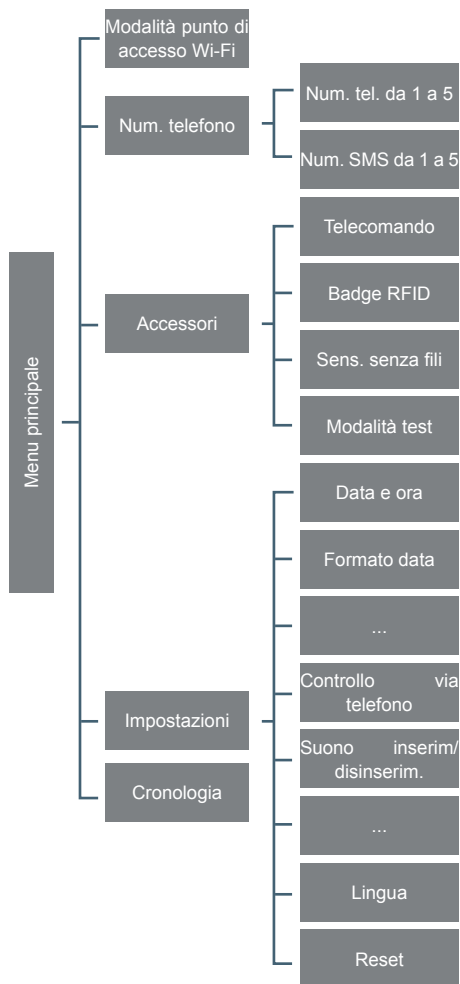 Menu principale
Modalità punto di
accesso Wi-Fi
Num. telefono
Num. tel. da 1 a 5
Num. SMS da 1 a 5
Accessori
Telecomando
Badge RFID
Sens. senza fili
Modalità test
Impostazioni
Data e ora
Formato data
...
Controllo via
telefono
Suono inserim/
disinserim.
...
Lingua
Reset
Cronologia